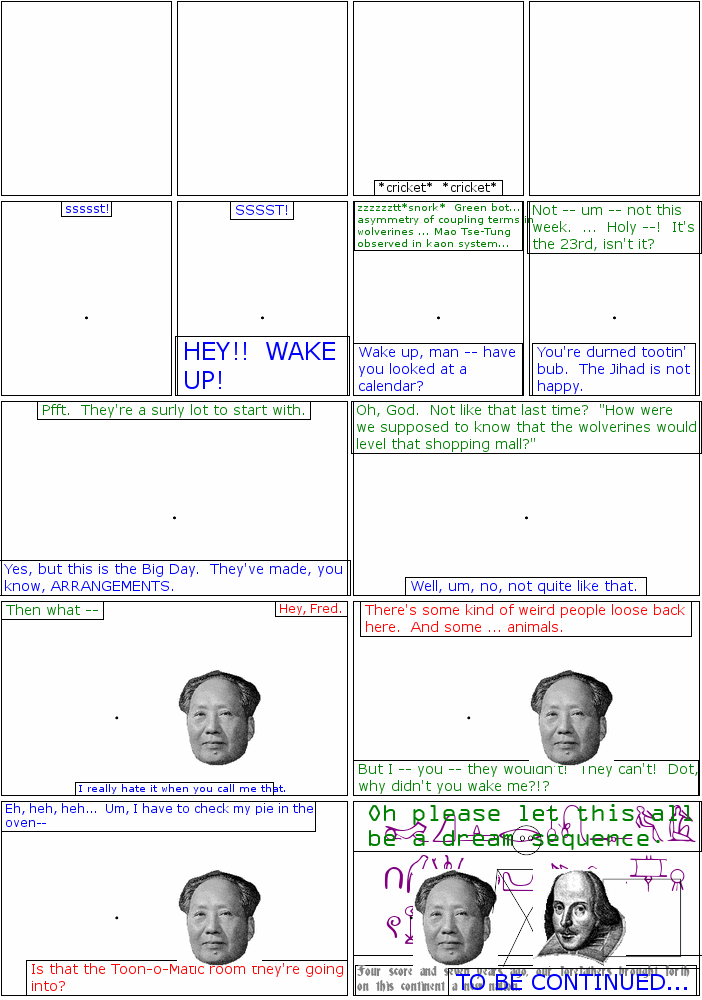 *cricket*  *cricket*
ssssst!
SSSST!
HEY!!  WAKE
UP!
zzzzzztt*snork*  Green bot...
asymmetry of coupling terms in
wolverines ... Mao Tse-Tung
observed in kaon system...
Wake up, man -- have
you looked at a
calendar?
Not -- um -- not this
week.  ...  Holy --!  It's
the 23rd, isn't it?
You're durned tootin'
bub.  The Jihad is not
happy.
Pfft.  They're a surly lot to start with.
Yes, but this is the Big Day.  They've made, you
know, ARRANGEMENTS.
Oh, God.  Not like that last time?  "How were
we supposed to know that the wolverines would
level that shopping mall?"
Well, um, no, not quite like that.
Then what --
Hey, Fred.
I really hate it when you call me that.
There's some kind of weird people loose back
here.  And some ... animals.
But I -- you -- they wouldn't!  They can't!  Dot,
why didn't you wake me?!?
Eh, heh, heh...  Um, I have to check my pie in the
oven--
Is that the Toon-o-Matic room they're going
into?
Oh please let this all
be a dream sequence
Four score and seven years ago, our forefathers brought forth
on this continent a new nation
TO BE CONTINUED...